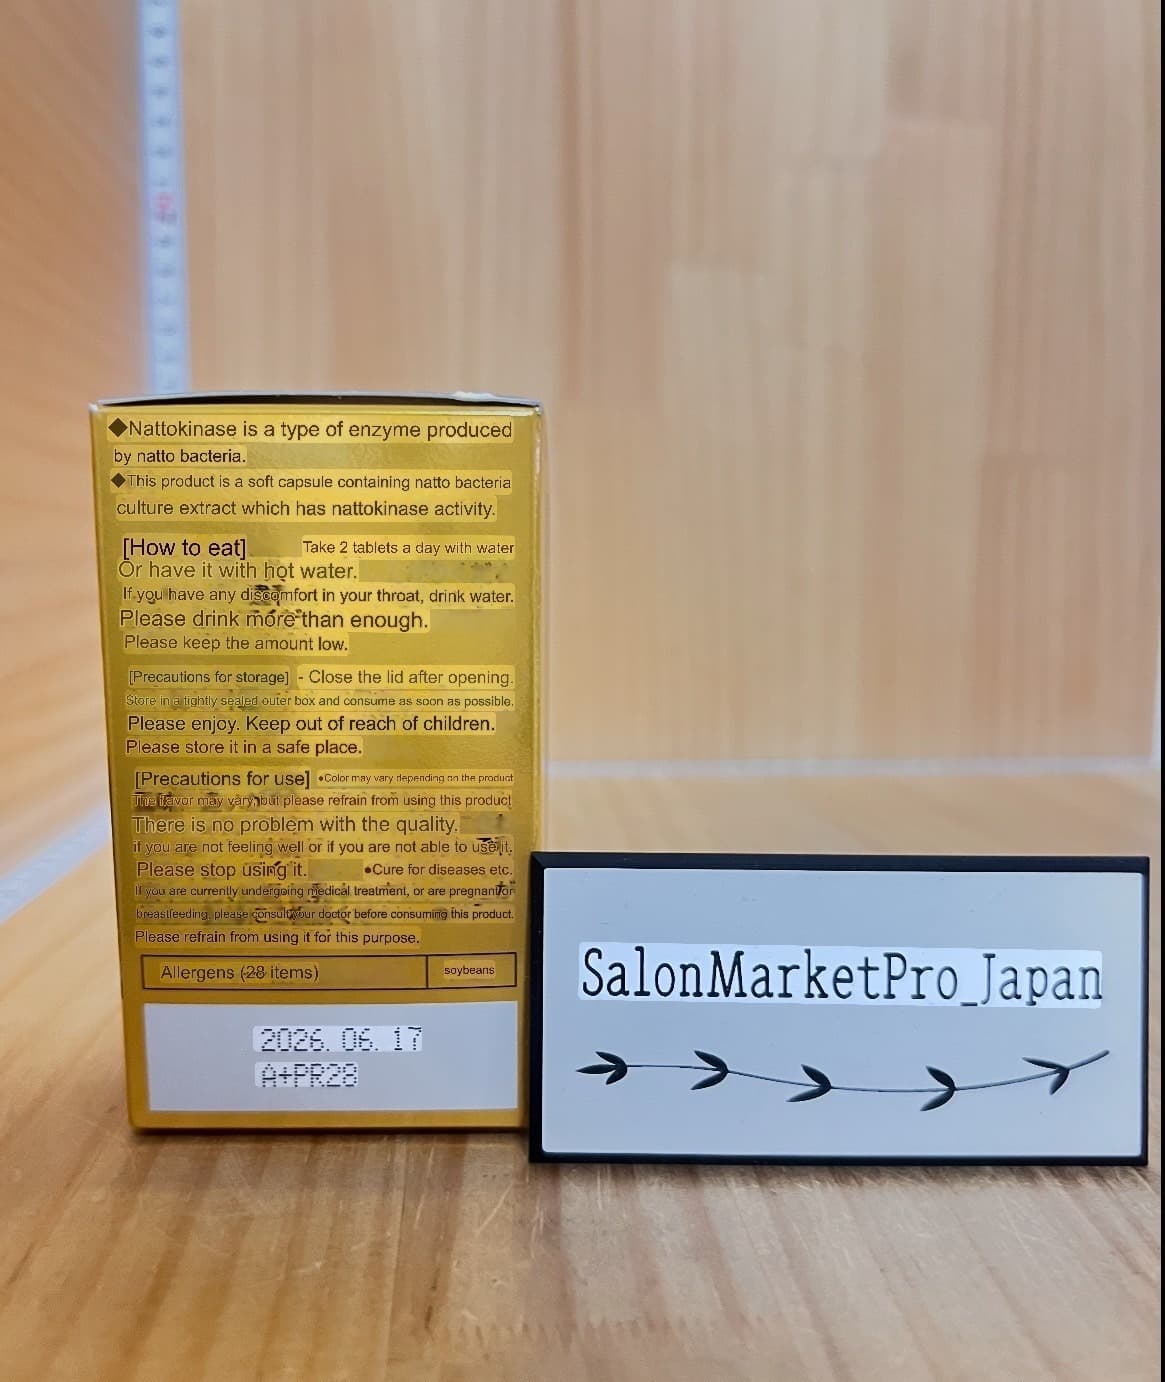 ◆Nattokinase is a type of enzyme produced
by natto bacteria.
◆This product is a soft capsule containing natto bacteria
culture extract which has nattokinase activity.
[How to eat] Take 2 tablets a day with water
Or have it with hot water.
If you have any discomfort in your throat, drink water.
Please drink more than enough.
Please keep the amount low.
[Precautions for storage] - Close the lid after opening.
Store in a tightly sealed outer box and consume as soon as possible.
Please enjoy. Keep out of reach of children.
Please store it in a safe place.
[Precautions for use] •Color may vary depending on the product
The flavor may vary, but please refrain from using this product
There is no problem with the quality.
if you are not feeling well or if you are not able to use it.
Please stop using it. •Cure for diseases etc.
If you are currently undergoing medical treatment, or are pregnant or
breastfeeding, please consult your doctor before consuming this product.
Please refrain from using it for this purpose.
Allergens (28 items) soybeans
2026. 06. 17
A+PR28
SalonMarketPro_Japan